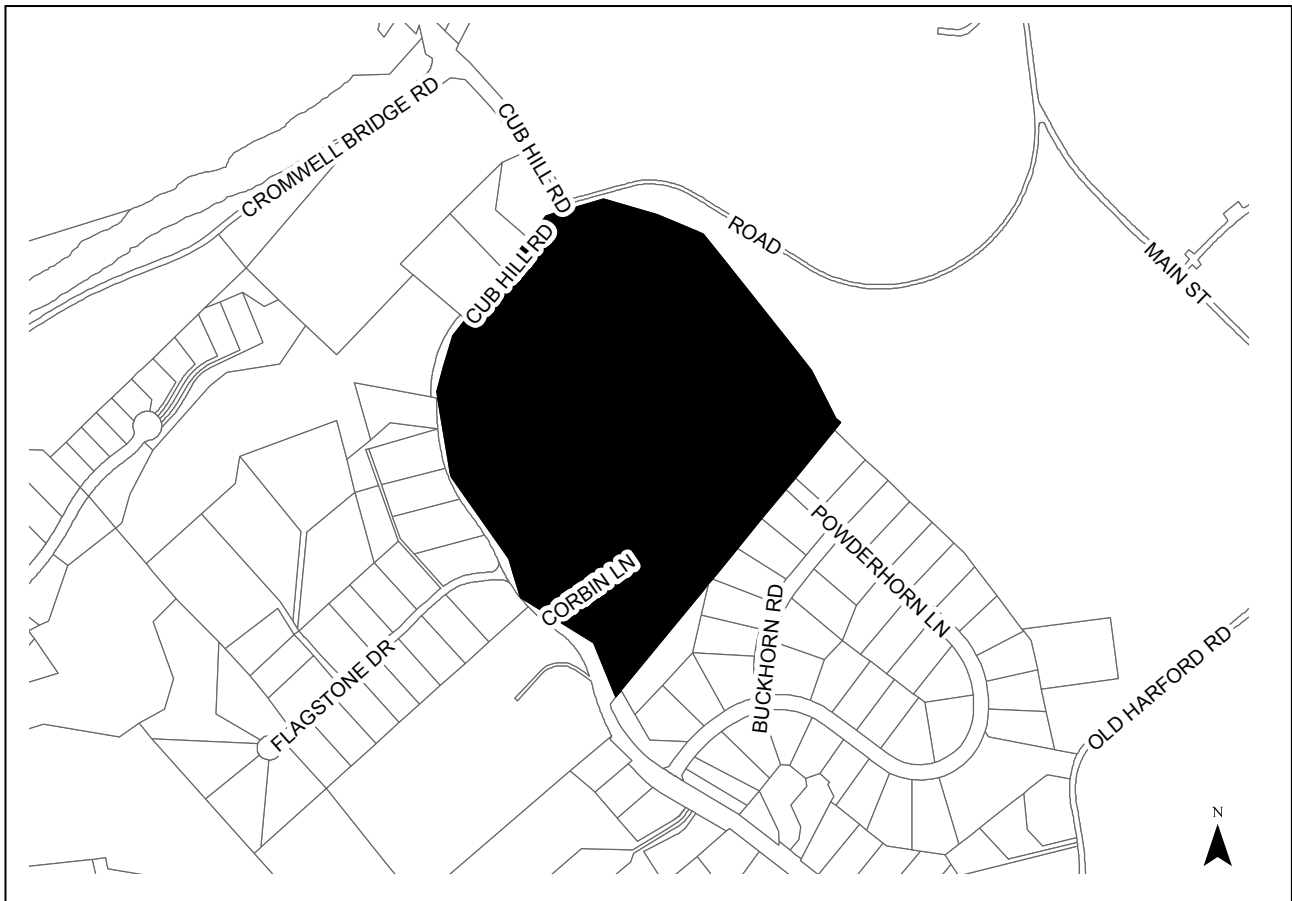 CROMWELL BRIDGE RD
CUB HILL RD
CUB HILL RD
ROAD
MAIN ST
POWDERHORN LN
CORBIN LN
BUCKHORN RD
FLAGSTONE DR
OLD HARFORD RD
N